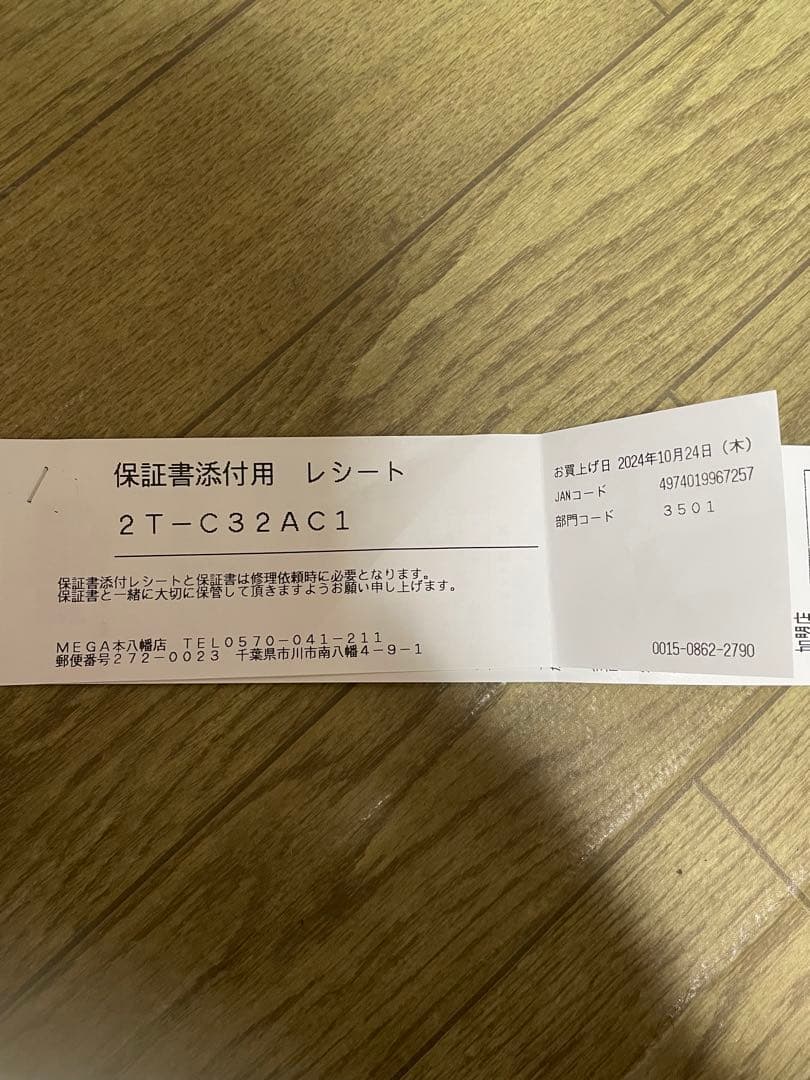 保証書添付用　レシート
２Ｔ－Ｃ３２ＡＣ１
保証書添付レシートと保証書は修理依頼時に必要となります。
保証書と一緒に大切に保管して頂きますようお願い申し上げます。
ＭＥＧＡ本八幡店　ＴＥＬ０５７０－０４１－２１１
郵便番号２７２－００２３　千葉県市川市南八幡４－９－１
お買上げ日 2024年10月24日（木）
JANコード 4974019967257
部門コード ３５０１
0015-0862-2790